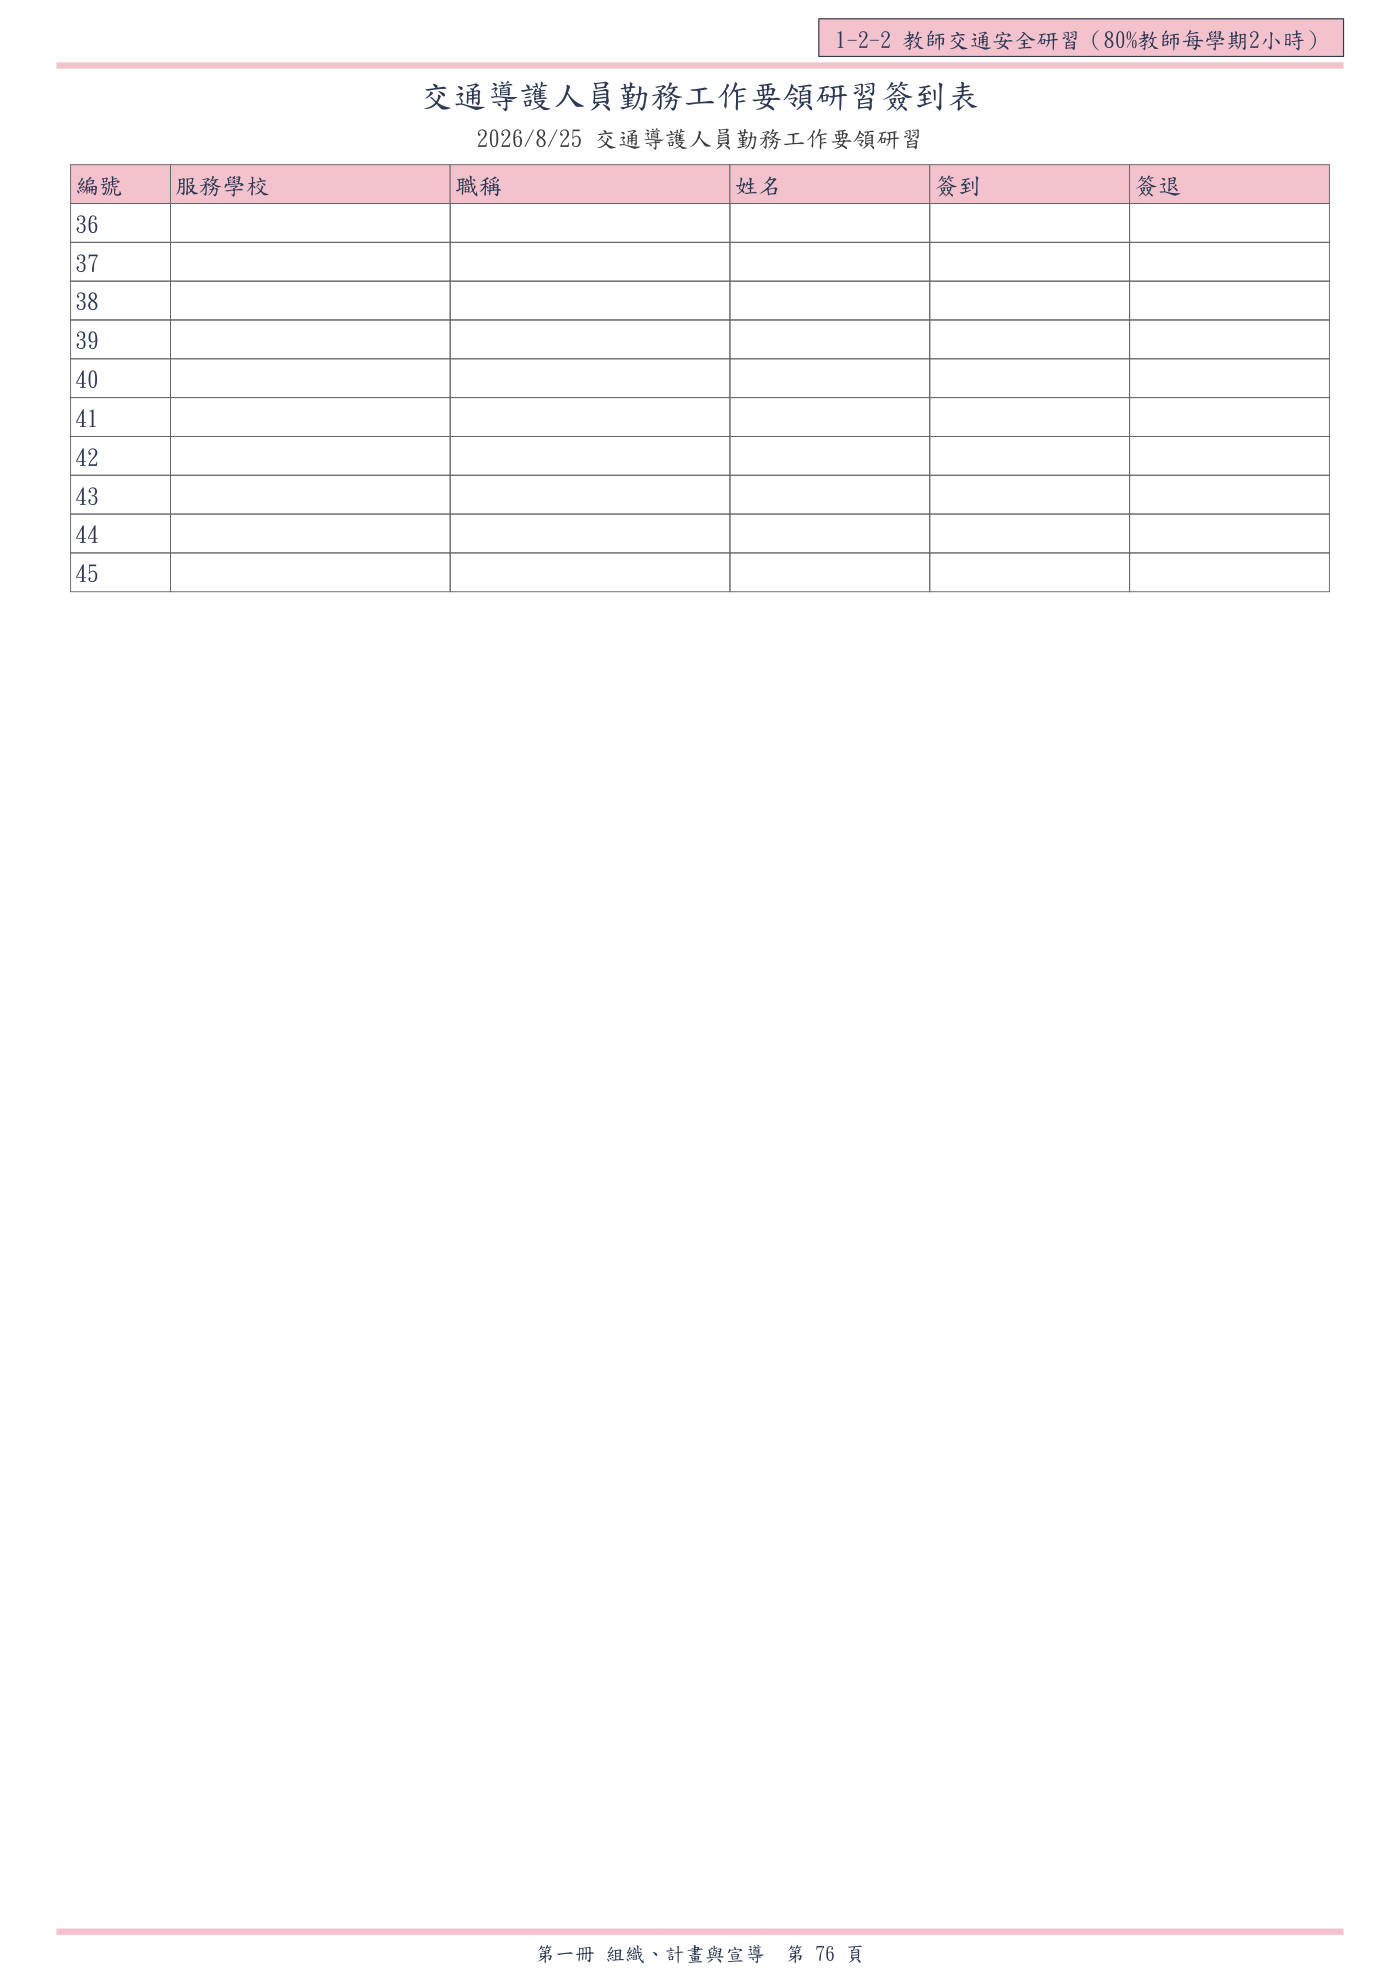 1-2-2 教師交通安全研習（80%教師每學期2小時）
交通導護人員勤務工作要領研習簽到表
2026/8/25 交通導護人員勤務工作要領研習
編號 服務學校 職稱 姓名 簽到 簽退
36
37
38
39
40
41
42
43
44
45
第一冊 組織、計畫與宣導 第 76 頁